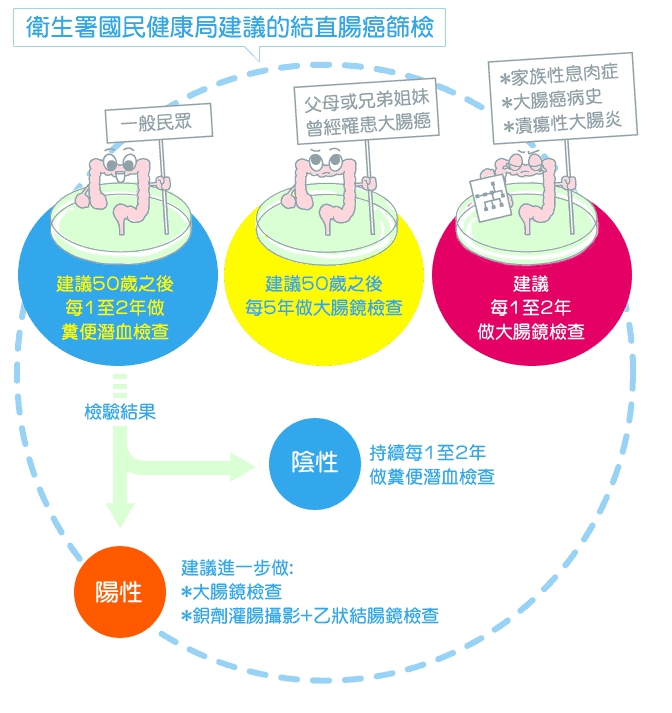 衛生署國民健康局建議的結直腸癌篩檢
一般民眾
父母或兄弟姐妹
曾經罹患大腸癌
*家族性息肉症
*大腸癌病史
*潰瘍性大腸炎
建議50歲之後
每1至2年做
糞便潛血檢查
建議50歲之後
每5年做大腸鏡檢查
建議
每1至2年
做大腸鏡檢查
檢驗結果
陰性
持續每1至2年
做糞便潛血檢查
陽性
建議進一步做:
*大腸鏡檢查
*鋇劑灌腸攝影+乙狀結腸鏡檢查